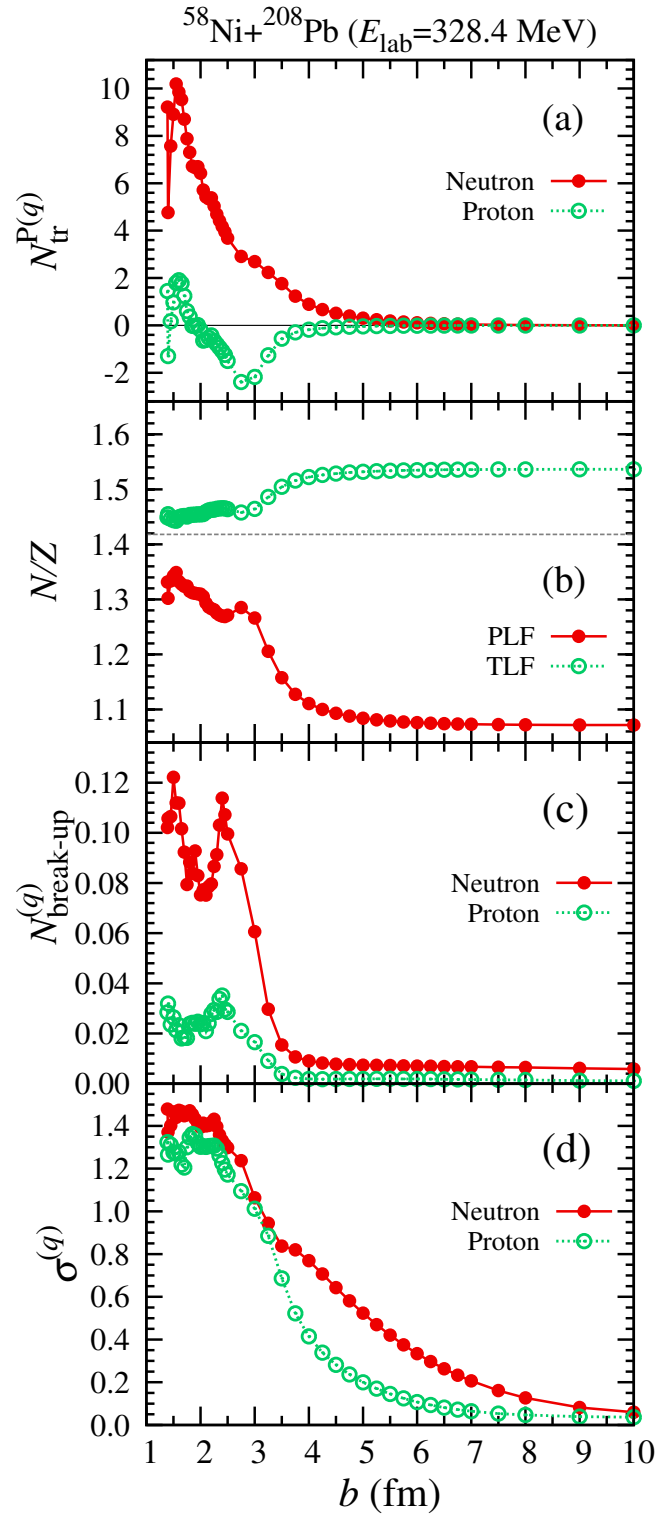 ⁵⁸Ni+²⁰⁸Pb (E_lab=328.4 MeV)
(a)
10
8
6
4
2
0
-2
N_tr^P(q)
Neutron
Proton
(b)
1.6
1.5
1.4
1.3
1.2
1.1
N/Z
PLF
TLF
(c)
0.12
0.10
0.08
0.06
0.04
0.02
0.00
N_break-up^(q)
Neutron
Proton
(d)
1.4
1.2
1.0
0.8
0.6
0.4
0.2
0.0
σ^(q)
Neutron
Proton
1 2 3 4 5 6 7 8 9 10
b (fm)